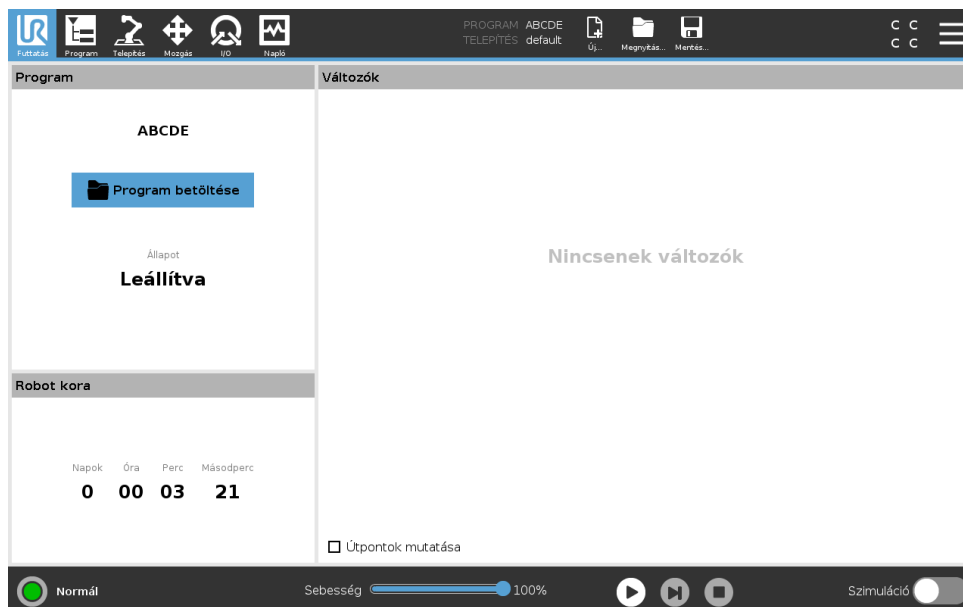 PROGRAM ABCDE
TELEPÍTÉS default
C C
C C
Futtatás Program Telepítés Mozgás I/O Napló Új... Megnyitás... Mentés...
Program
Változók
ABCDE
Program betöltése
Állapot
Leállítva
Nincsenek változók
Robot kora
Napok Óra Perc Másodperc
0 00 03 21
Útpontok mutatása
Normál Sebesség 100% Szimuláció